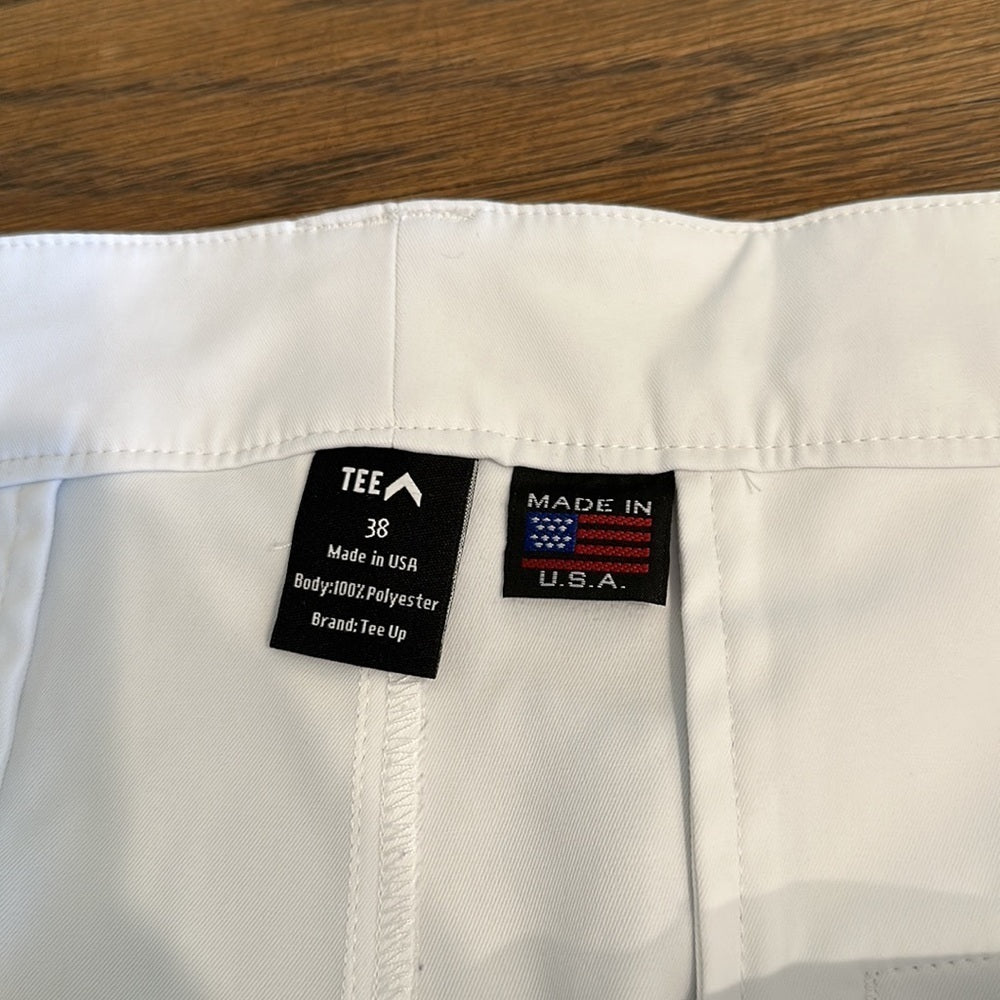 TEE
38
Made in USA
Body:100% Polyester
Brand: Tee Up
MADE IN
U.S.A.